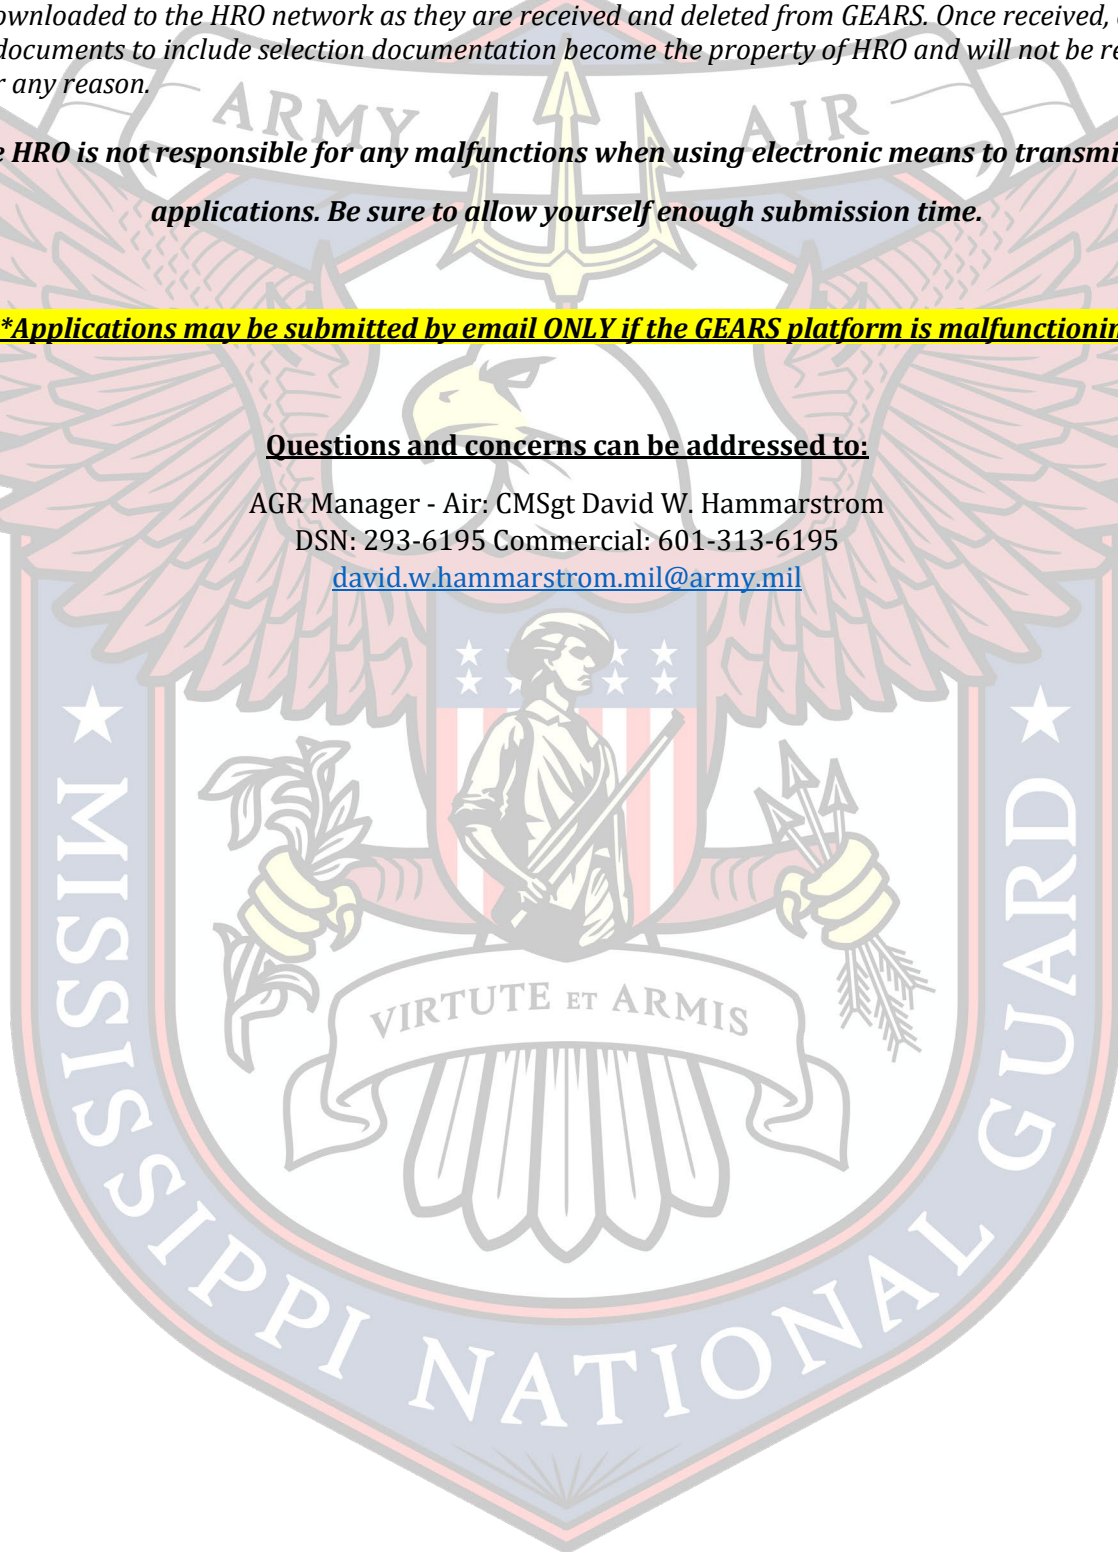 ownloaded to the HRO network as they are received and deleted from GEARS. Once received,
documents to include selection documentation become the property of HRO and will not be re
r any reason.
ARMY AIR
e HRO is not responsible for any malfunctions when using electronic means to transmi
applications. Be sure to allow yourself enough submission time.
*Applications may be submitted by email ONLY if the GEARS platform is malfunctionin
Questions and concerns can be addressed to:
AGR Manager - Air: CMSgt David W. Hammarstrom
DSN: 293-6195 Commercial: 601-313-6195
david.w.hammarstrom.mil@army.mil
VIRTUTE ET ARMIS
MISSISSIPPI NATIONAL GUARD